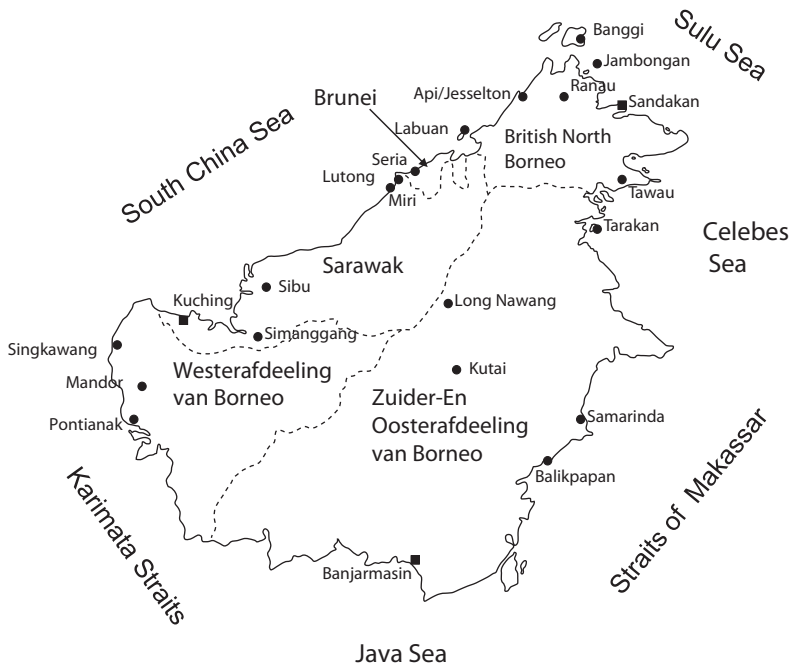 Banggi
Sulu Sea
Jambongan
Api/Jesselton
Ranau
Sandakan
Brunei
Labuan
British North
Borneo
South China Sea
Seria
Lutong
Miri
Tawau
Tarakan
Celebes
Sea
Sarawak
Sibu
Kuching
Long Nawang
Simanggang
Singkawang
Westerafdeeling
van Borneo
Kutai
Mandor
Zuider-En
Oosterafdeeling
van Borneo
Pontianak
Samarinda
Balikpapan
Karimata Straits
Straits of Makassar
Banjarmasin
Java Sea